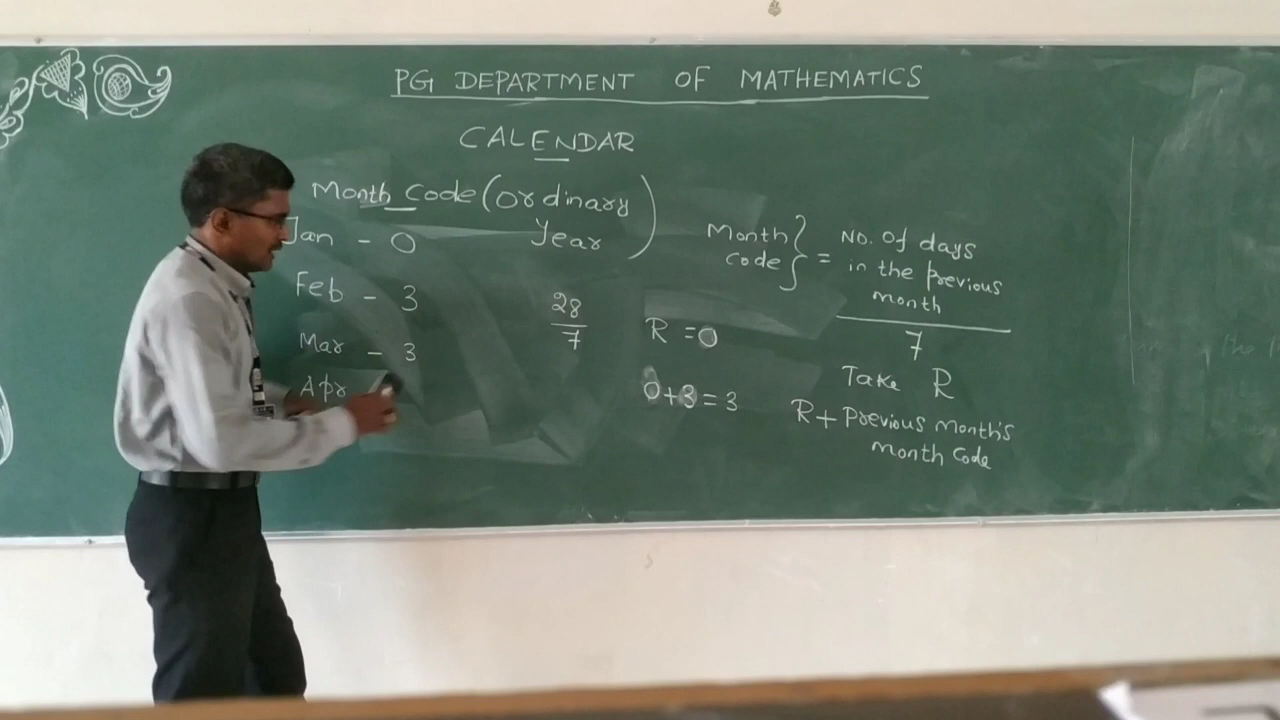 PG DEPARTMENT OF MATHEMATICS
CALENDAR
Month Code (Ordinary
Year)
Jan - 0
Feb - 3
Mar - 3
Apr
28
7
R = 0
0+3=3
Month
Code } = No. of days
in the previous
month
7
Take R
R + Previous month's
month Code